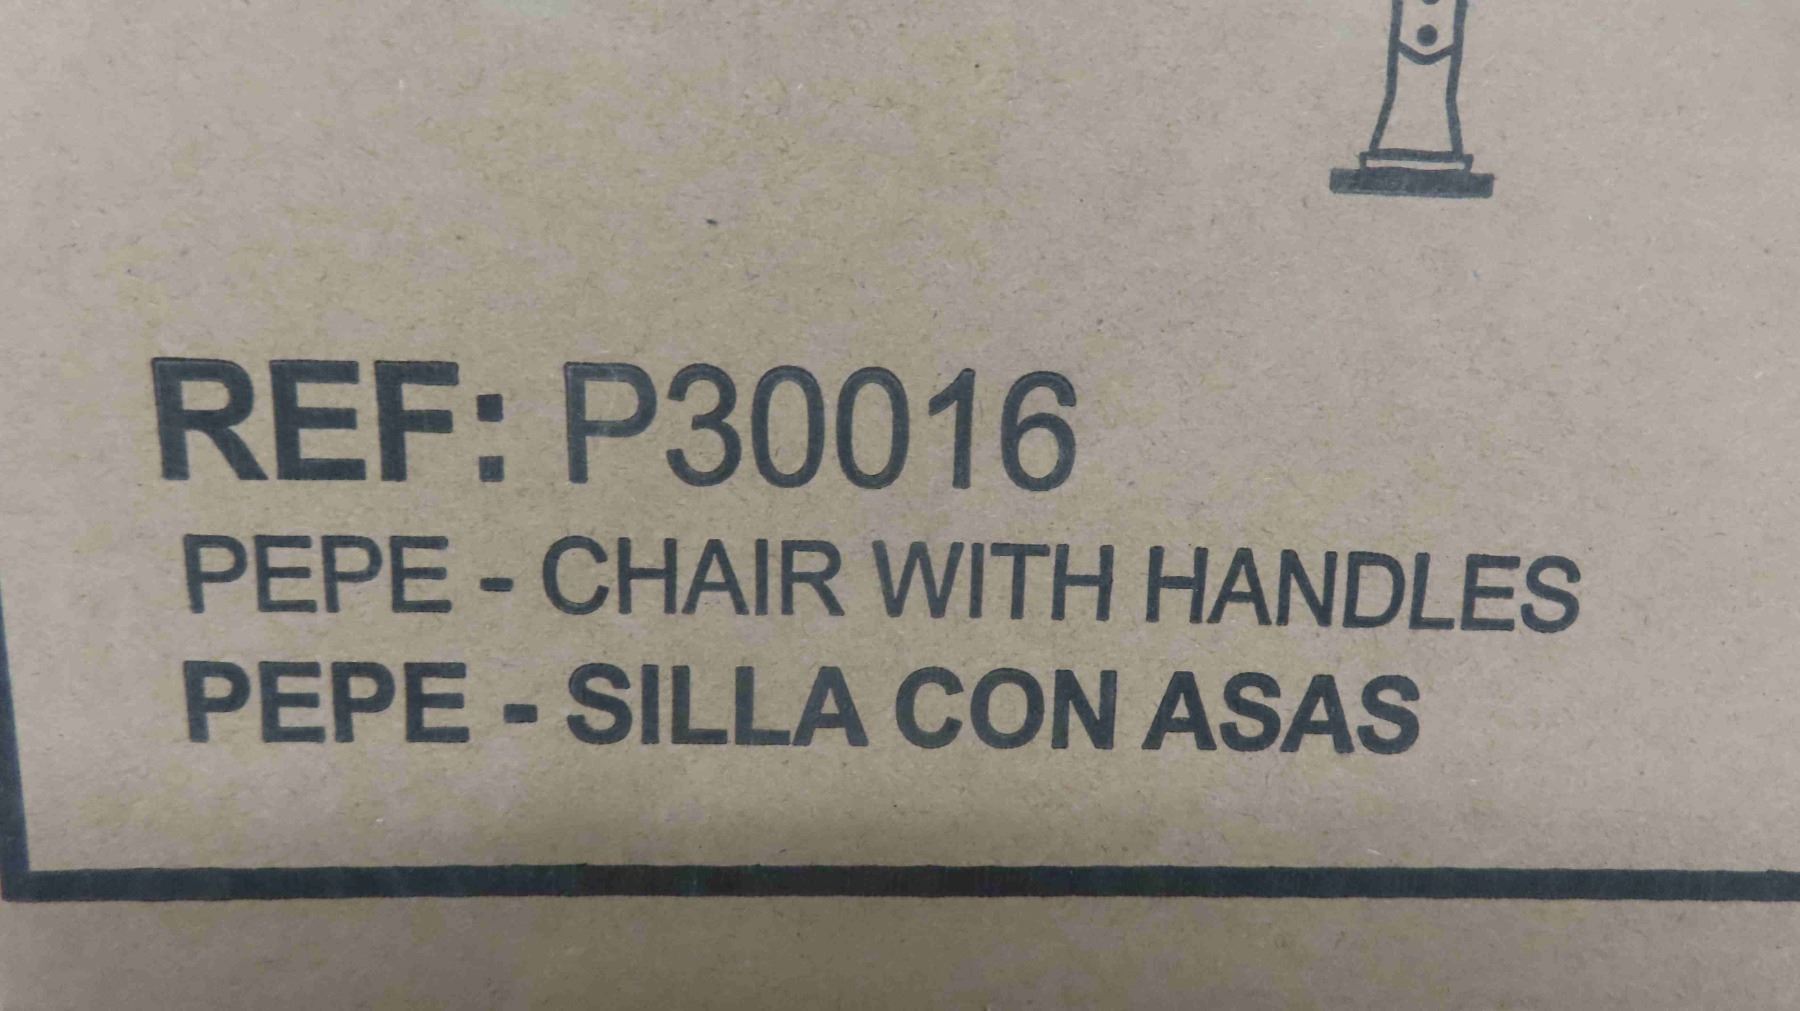 REF: P30016
PEPE - CHAIR WITH HANDLES
PEPE - SILLA CON ASAS